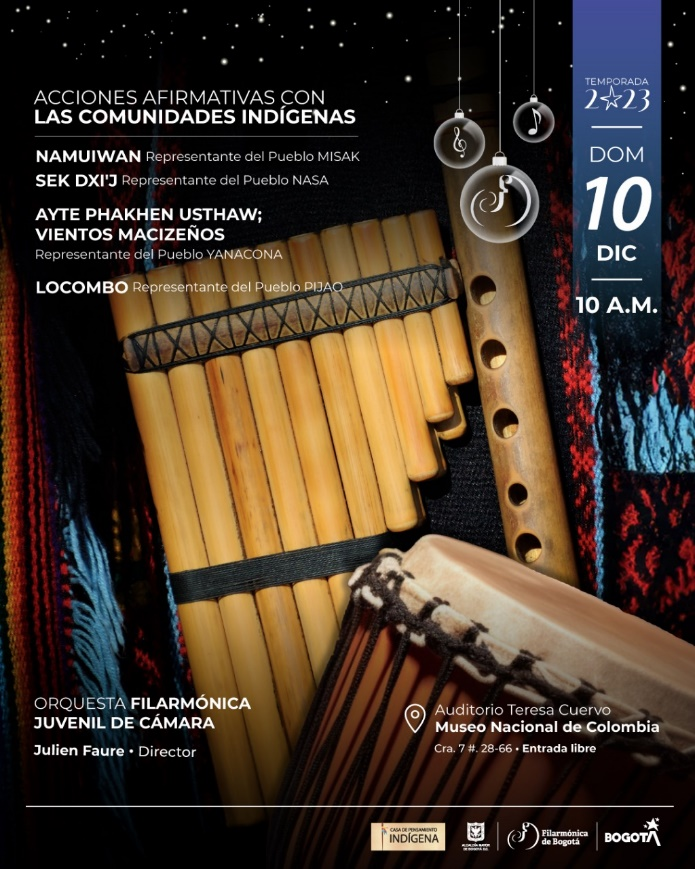 ACCIONES AFIRMATIVAS CON
LAS COMUNIDADES INDÍGENAS
NAMUIWAN Representante del Pueblo MISAK
SEK DXI'J Representante del Pueblo NASA
AYTE PHAKHEN USTHAW;
VIENTOS MACIZEÑOS
Representante del Pueblo YANACONA
LOCOMBO Representante del Pueblo PIJAO
TEMPORADA
2☆23
DOM
10
DIC
10 A.M.
ORQUESTA FILARMÓNICA
JUVENIL DE CÁMARA
Julien Faure • Director
Auditorio Teresa Cuervo
Museo Nacional de Colombia
Cra. 7 #. 28-66 • Entrada libre
CASA DE PENSAMIENTO
INDÍGENA
ALCALDÍA MAYOR
DE BOGOTÁ D.C.
Filarmónica
de Bogotá
BOGOTÁ